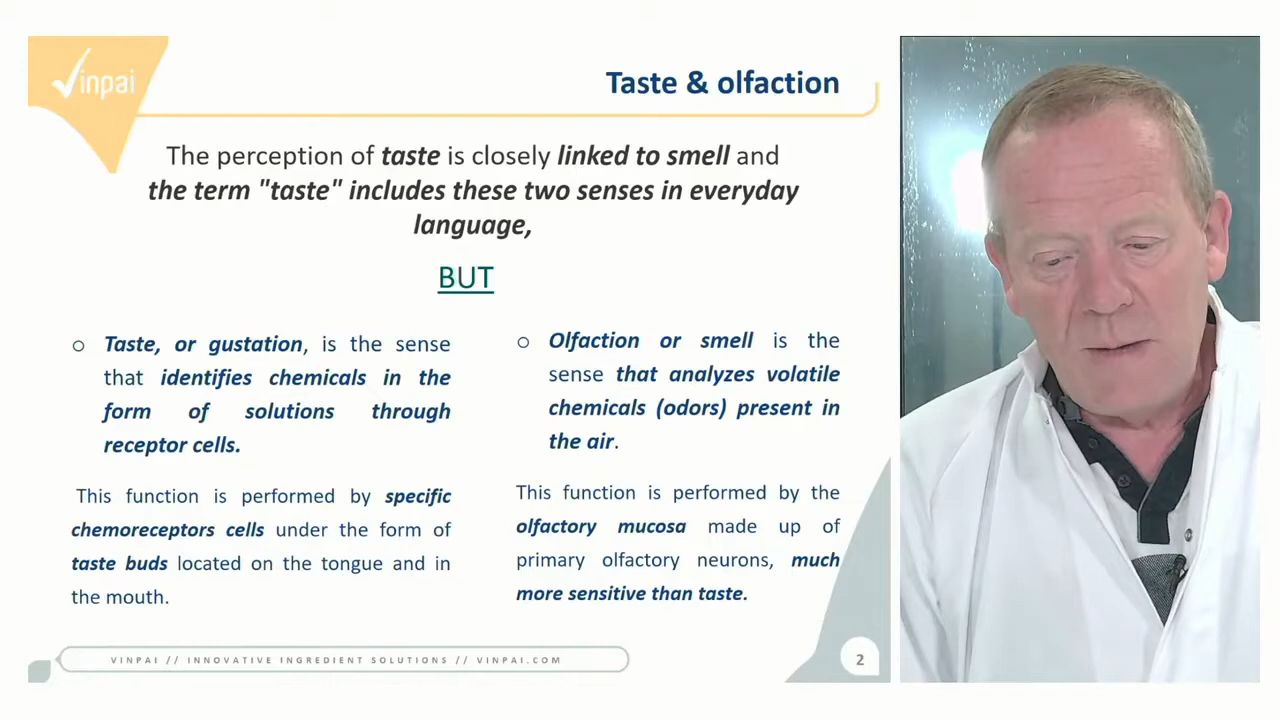 Vinpai
Taste & olfaction
The perception of taste is closely linked to smell and
the term "taste" includes these two senses in everyday
language,
BUT
o Taste, or gustation, is the sense
that identifies chemicals in the
form of solutions through
receptor cells.
This function is performed by specific
chemoreceptors cells under the form of
taste buds located on the tongue and in
the mouth.
o Olfaction or smell is the
sense that analyzes volatile
chemicals (odors) present in
the air.
This function is performed by the
olfactory mucosa made up of
primary olfactory neurons, much
more sensitive than taste.
VINPAI // INNOVATIVE INGREDIENT SOLUTIONS // VINPAI.COM
2